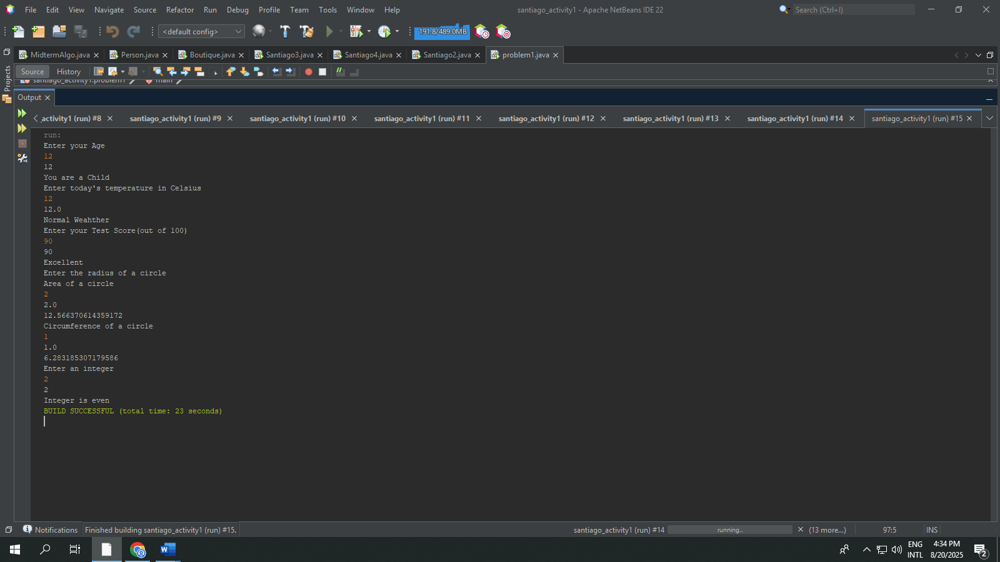 File Edit View Navigate Source Refactor Run Debug Profile Team Tools Window Help
santiago_activity1 - Apache NetBeans IDE 22
Search (Ctrl+I)
<default config>
191.8/489.0MB
MidtermAlgo.java Person.java Boutique.java Santiago3.java Santiago4.java Santiago2.java problem1.java
Projects
Source History
santiago_activity1.problem1 main
Output
_activity1 (run) #8 santiago_activity1 (run) #9 santiago_activity1 (run) #10 santiago_activity1 (run) #11 santiago_activity1 (run) #12 santiago_activity1 (run) #13 santiago_activity1 (run) #14 santiago_activity1 (run) #15
run:
Enter your Age
12
12
You are a Child
Enter today's temperature in Celsius
12
12.0
Normal Weahther
Enter your Test Score(out of 100)
90
90
Excellent
Enter the radius of a circle
Area of a circle
2
2.0
12.566370614359172
Circumference of a circle
1
1.0
6.283185307179586
Enter an integer
2
2
Integer is even
BUILD SUCCESSFUL (total time: 23 seconds)
Notifications Finished building santiago_activity1 (run) #15. santiago_activity1 (run) #14 running... (13 more...) 97:5 INS
ENG
INTL
4:34 PM
8/20/2025
2